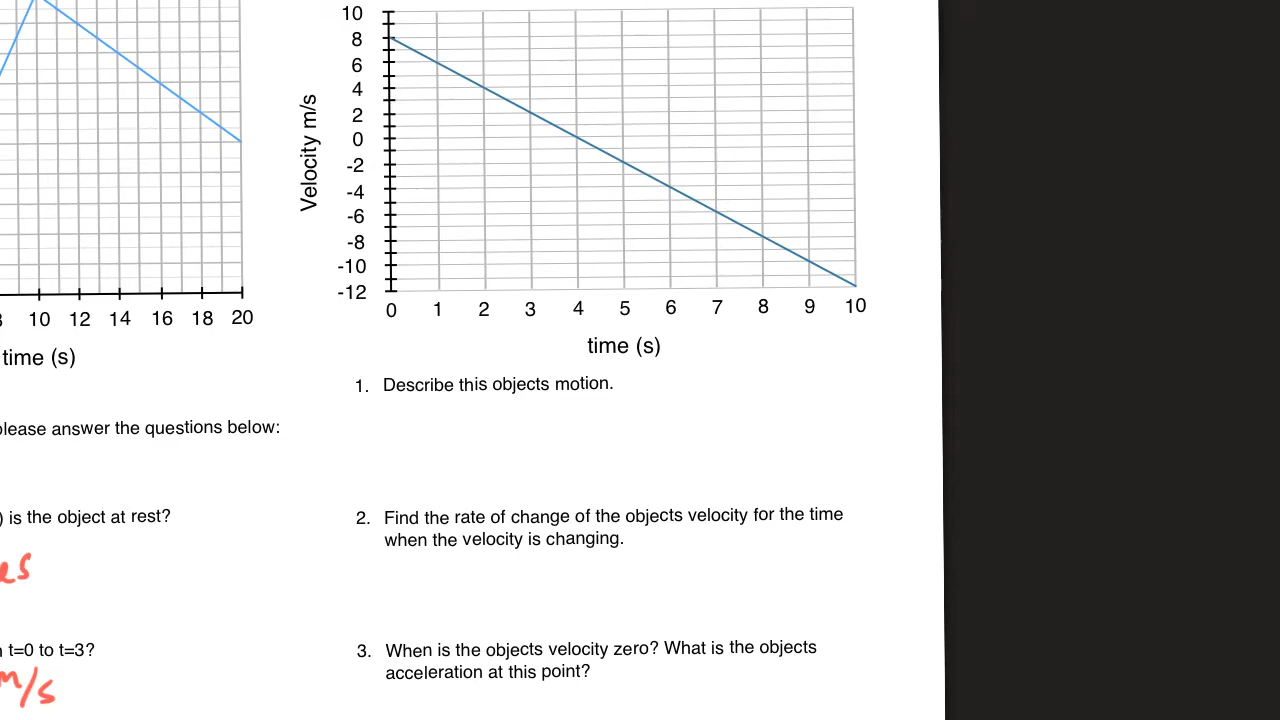 10
8
6
4
2
0
-2
-4
-6
-8
-10
-12
Velocity m/s
0 1 2 3 4 5 6 7 8 9 10
time (s)
10 12 14 16 18 20
time (s)
please answer the questions below:
) is the object at rest?
t=0 to t=3?
m/s
1. Describe this objects motion.
2. Find the rate of change of the objects velocity for the time
when the velocity is changing.
3. When is the objects velocity zero? What is the objects
acceleration at this point?